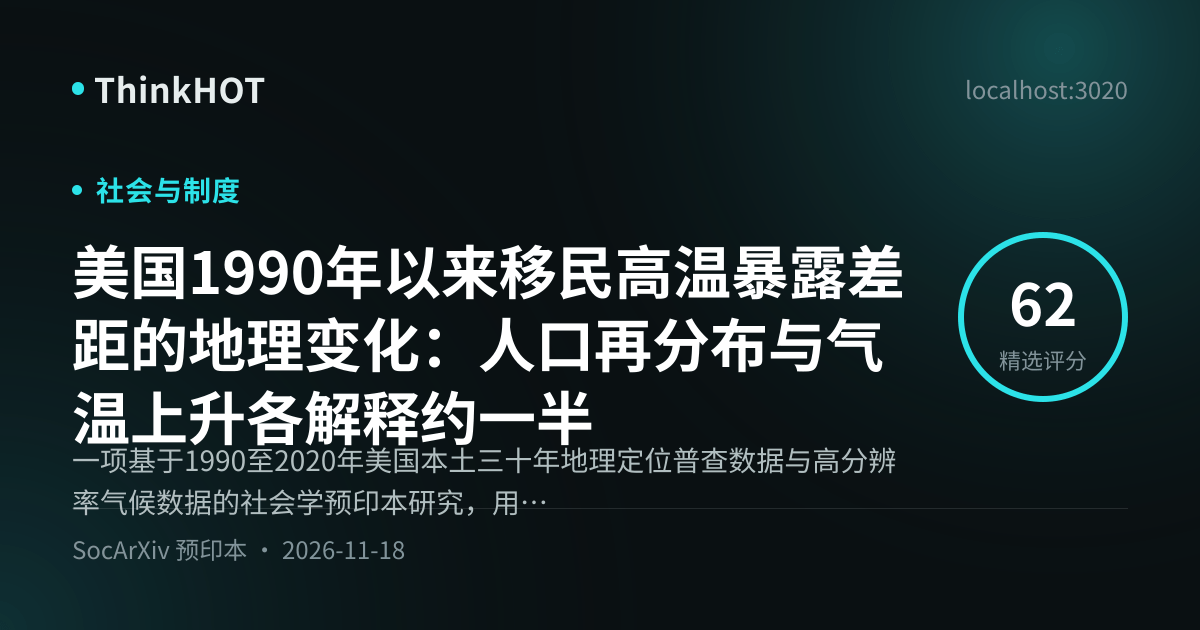 ThinkHOT
localhost:3020
社会与制度
美国1990年以来移民高温暴露差
距的地理变化：人口再分布与气
温上升各解释约一半
62
精选评分
一项基于1990至2020年美国本土三十年地理定位普查数据与高分辨
率气候数据的社会学预印本研究，用…
SocArXiv 预印本 · 2026-11-18